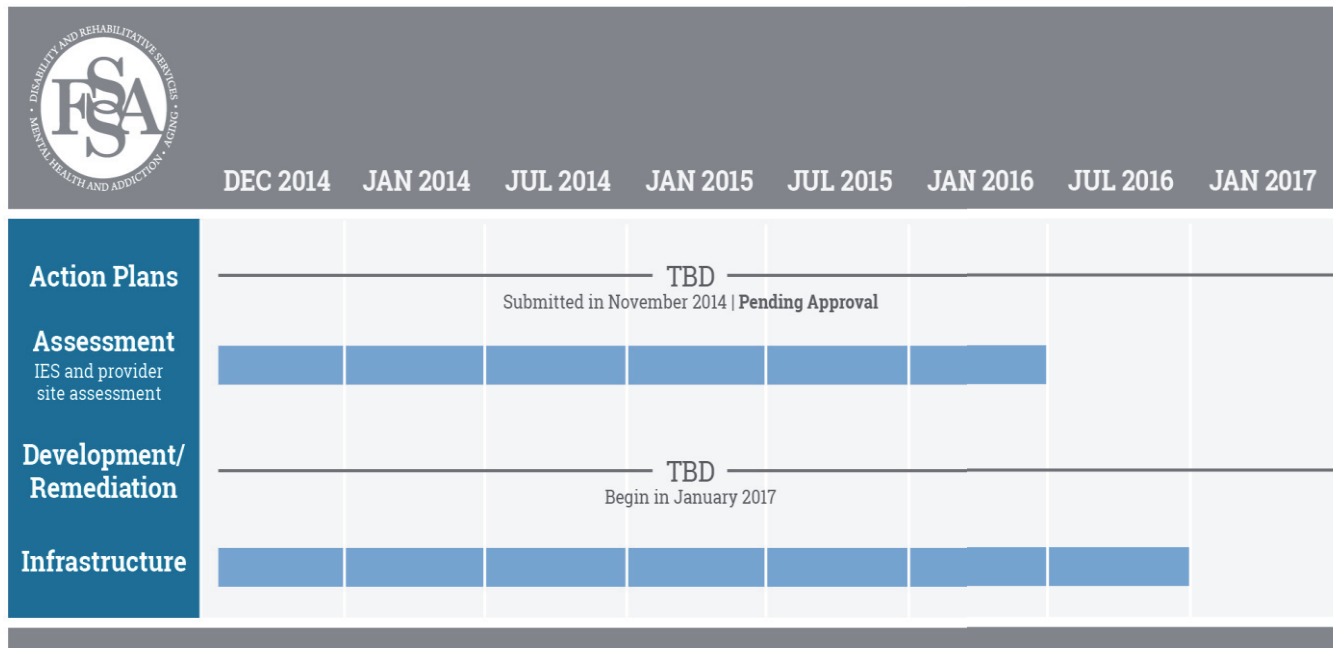 · DISABILITY AND REHABILITATIVE SERVICES · AGING · MENTAL HEALTH AND ADDICTION
FSSA
DEC 2014 JAN 2014 JUL 2014 JAN 2015 JUL 2015 JAN 2016 JUL 2016 JAN 2017
Action Plans
TBD
Submitted in November 2014 | Pending Approval
Assessment
IES and provider
site assessment
Development/
Remediation
TBD
Begin in January 2017
Infrastructure